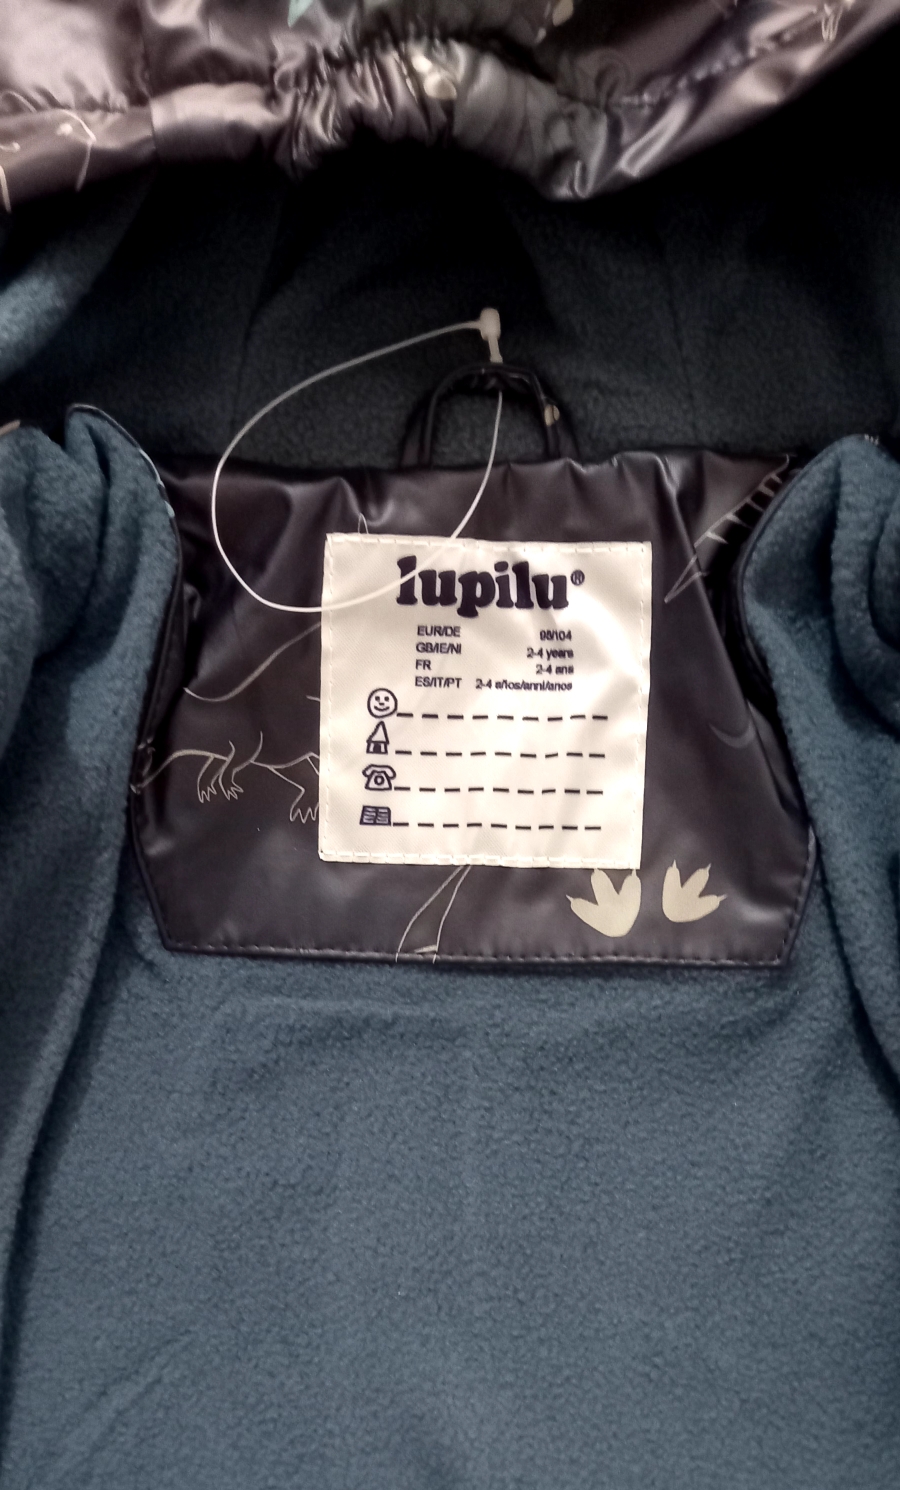 lupilu®
EUR/DE 98/104
GB/IE/NI 2-4 years
FR 2-4 ans
ES/IT/PT 2-4 años/anni/anos